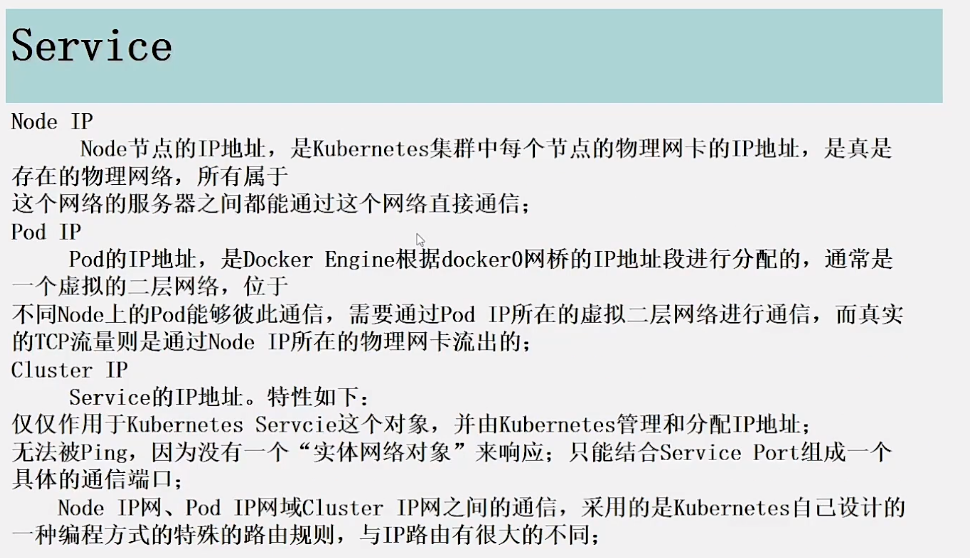 Service
Node IP
Node节点的IP地址，是Kubernetes集群中每个节点的物理网卡的IP地址，是真是
存在的物理网络，所有属于
这个网络的服务器之间都能通过这个网络直接通信；
Pod IP
Pod的IP地址，是Docker Engine根据docker0网桥的IP地址段进行分配的，通常是
一个虚拟的二层网络，位于
不同Node上的Pod能够彼此通信，需要通过Pod IP所在的虚拟二层网络进行通信，而真实
的TCP流量则是通过Node IP所在的物理网卡流出的；
Cluster IP
Service的IP地址。特性如下：
仅仅作用于Kubernetes Servcie这个对象，并由Kubernetes管理和分配IP地址；
无法被Ping，因为没有一个“实体网络对象”来响应；只能结合Service Port组成一个
具体的通信端口；
Node IP网、Pod IP网域Cluster IP网之间的通信，采用的是Kubernetes自己设计的
一种编程方式的特殊的路由规则，与IP路由有很大的不同；